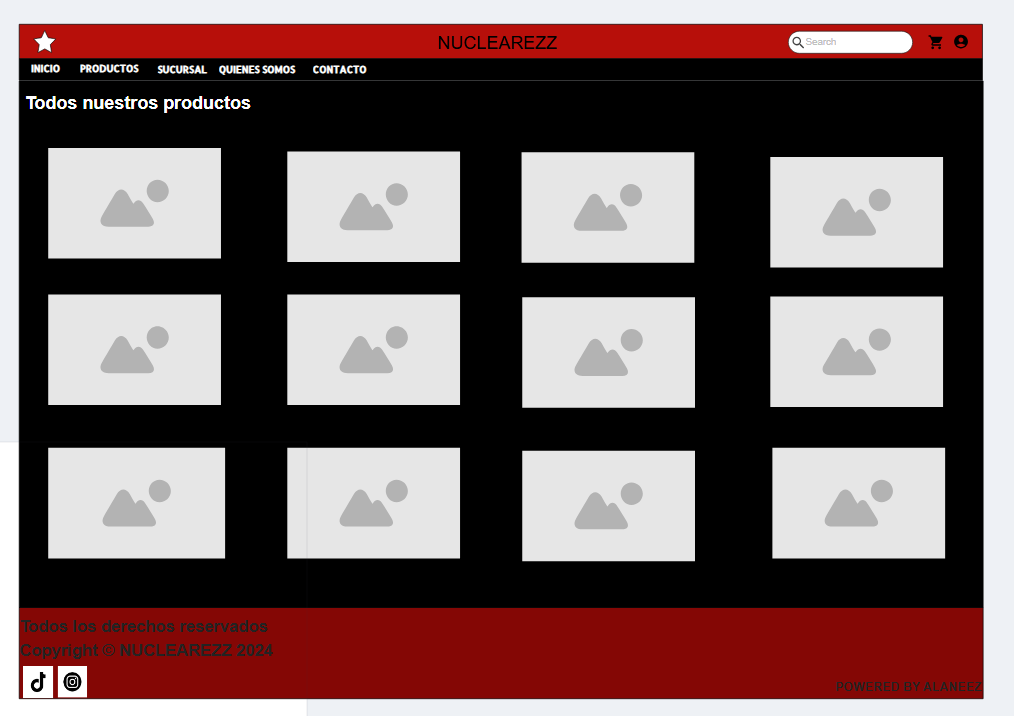 NUCLEAREZZ
Search
INICIO PRODUCTOS SUCURSAL QUIENES SOMOS CONTACTO
Todos nuestros productos
Todos los derechos reservados
Copyright © NUCLEAREZZ 2024
POWERED BY ALANEEZ